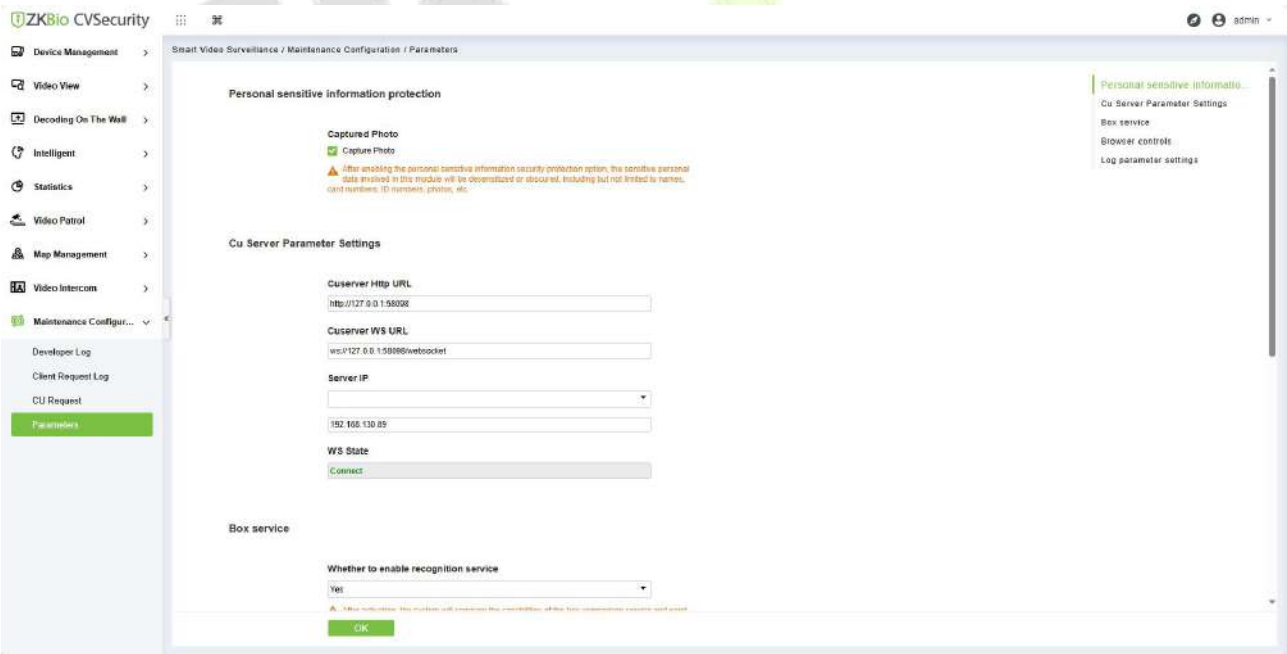 ZKBio CVSecurity
admin
Device Management
Video View
Decoding On The Wall
Intelligent
Statistics
Video Patrol
Map Management
Video Intercom
Maintenance Configur...
Developer Log
Client Request Log
CU Request
Parameters
Smart Video Surveillance / Maintenance Configuration / Parameters
Personal sensitive information protection
Captured Photo
Capture Photo
After enabling the personal sensitive information security protection option, the sensitive personal
data involved in this module will be desensitized or obscured, including but not limited to names,
card numbers, ID numbers, photos, etc.
Cu Server Parameter Settings
Cuserver Http URL
http://127.0.0.1:58098
Cuserver WS URL
ws://127.0.0.1:58098/websocket
Server IP
192.168.130.89
WS State
Connect
Box service
Whether to enable recognition service
Yes
OK
Personal sensitive informatio...
Cu Server Parameter Settings
Box service
Browser controls
Log parameter settings